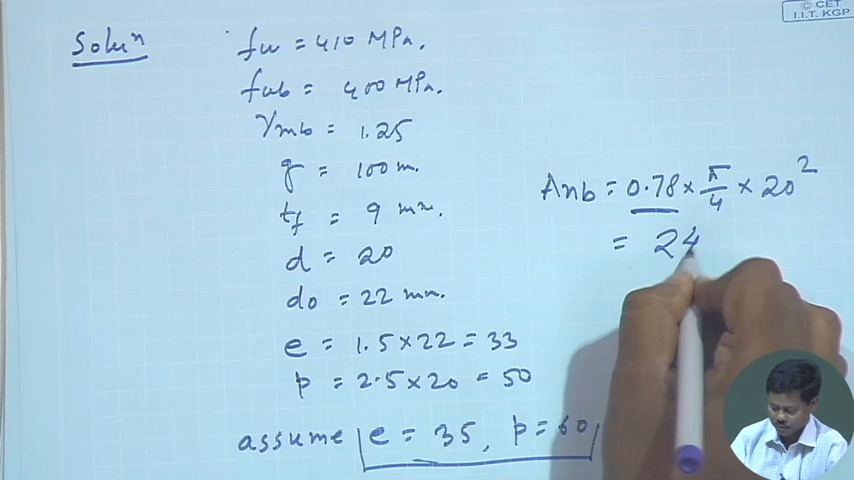 © CET
I.I.T. KGP
Soluⁿ
fu = 410 MPa.
fub = 400 MPa.
γmb = 1.25
g = 100 m.
tf = 9 mm.
d = 20
do = 22 mm.
e = 1.5 × 22 = 33
p = 2.5 × 20 = 50
assume e = 35, p = 60
Anb = 0.78 × π/4 × 20²
= 24